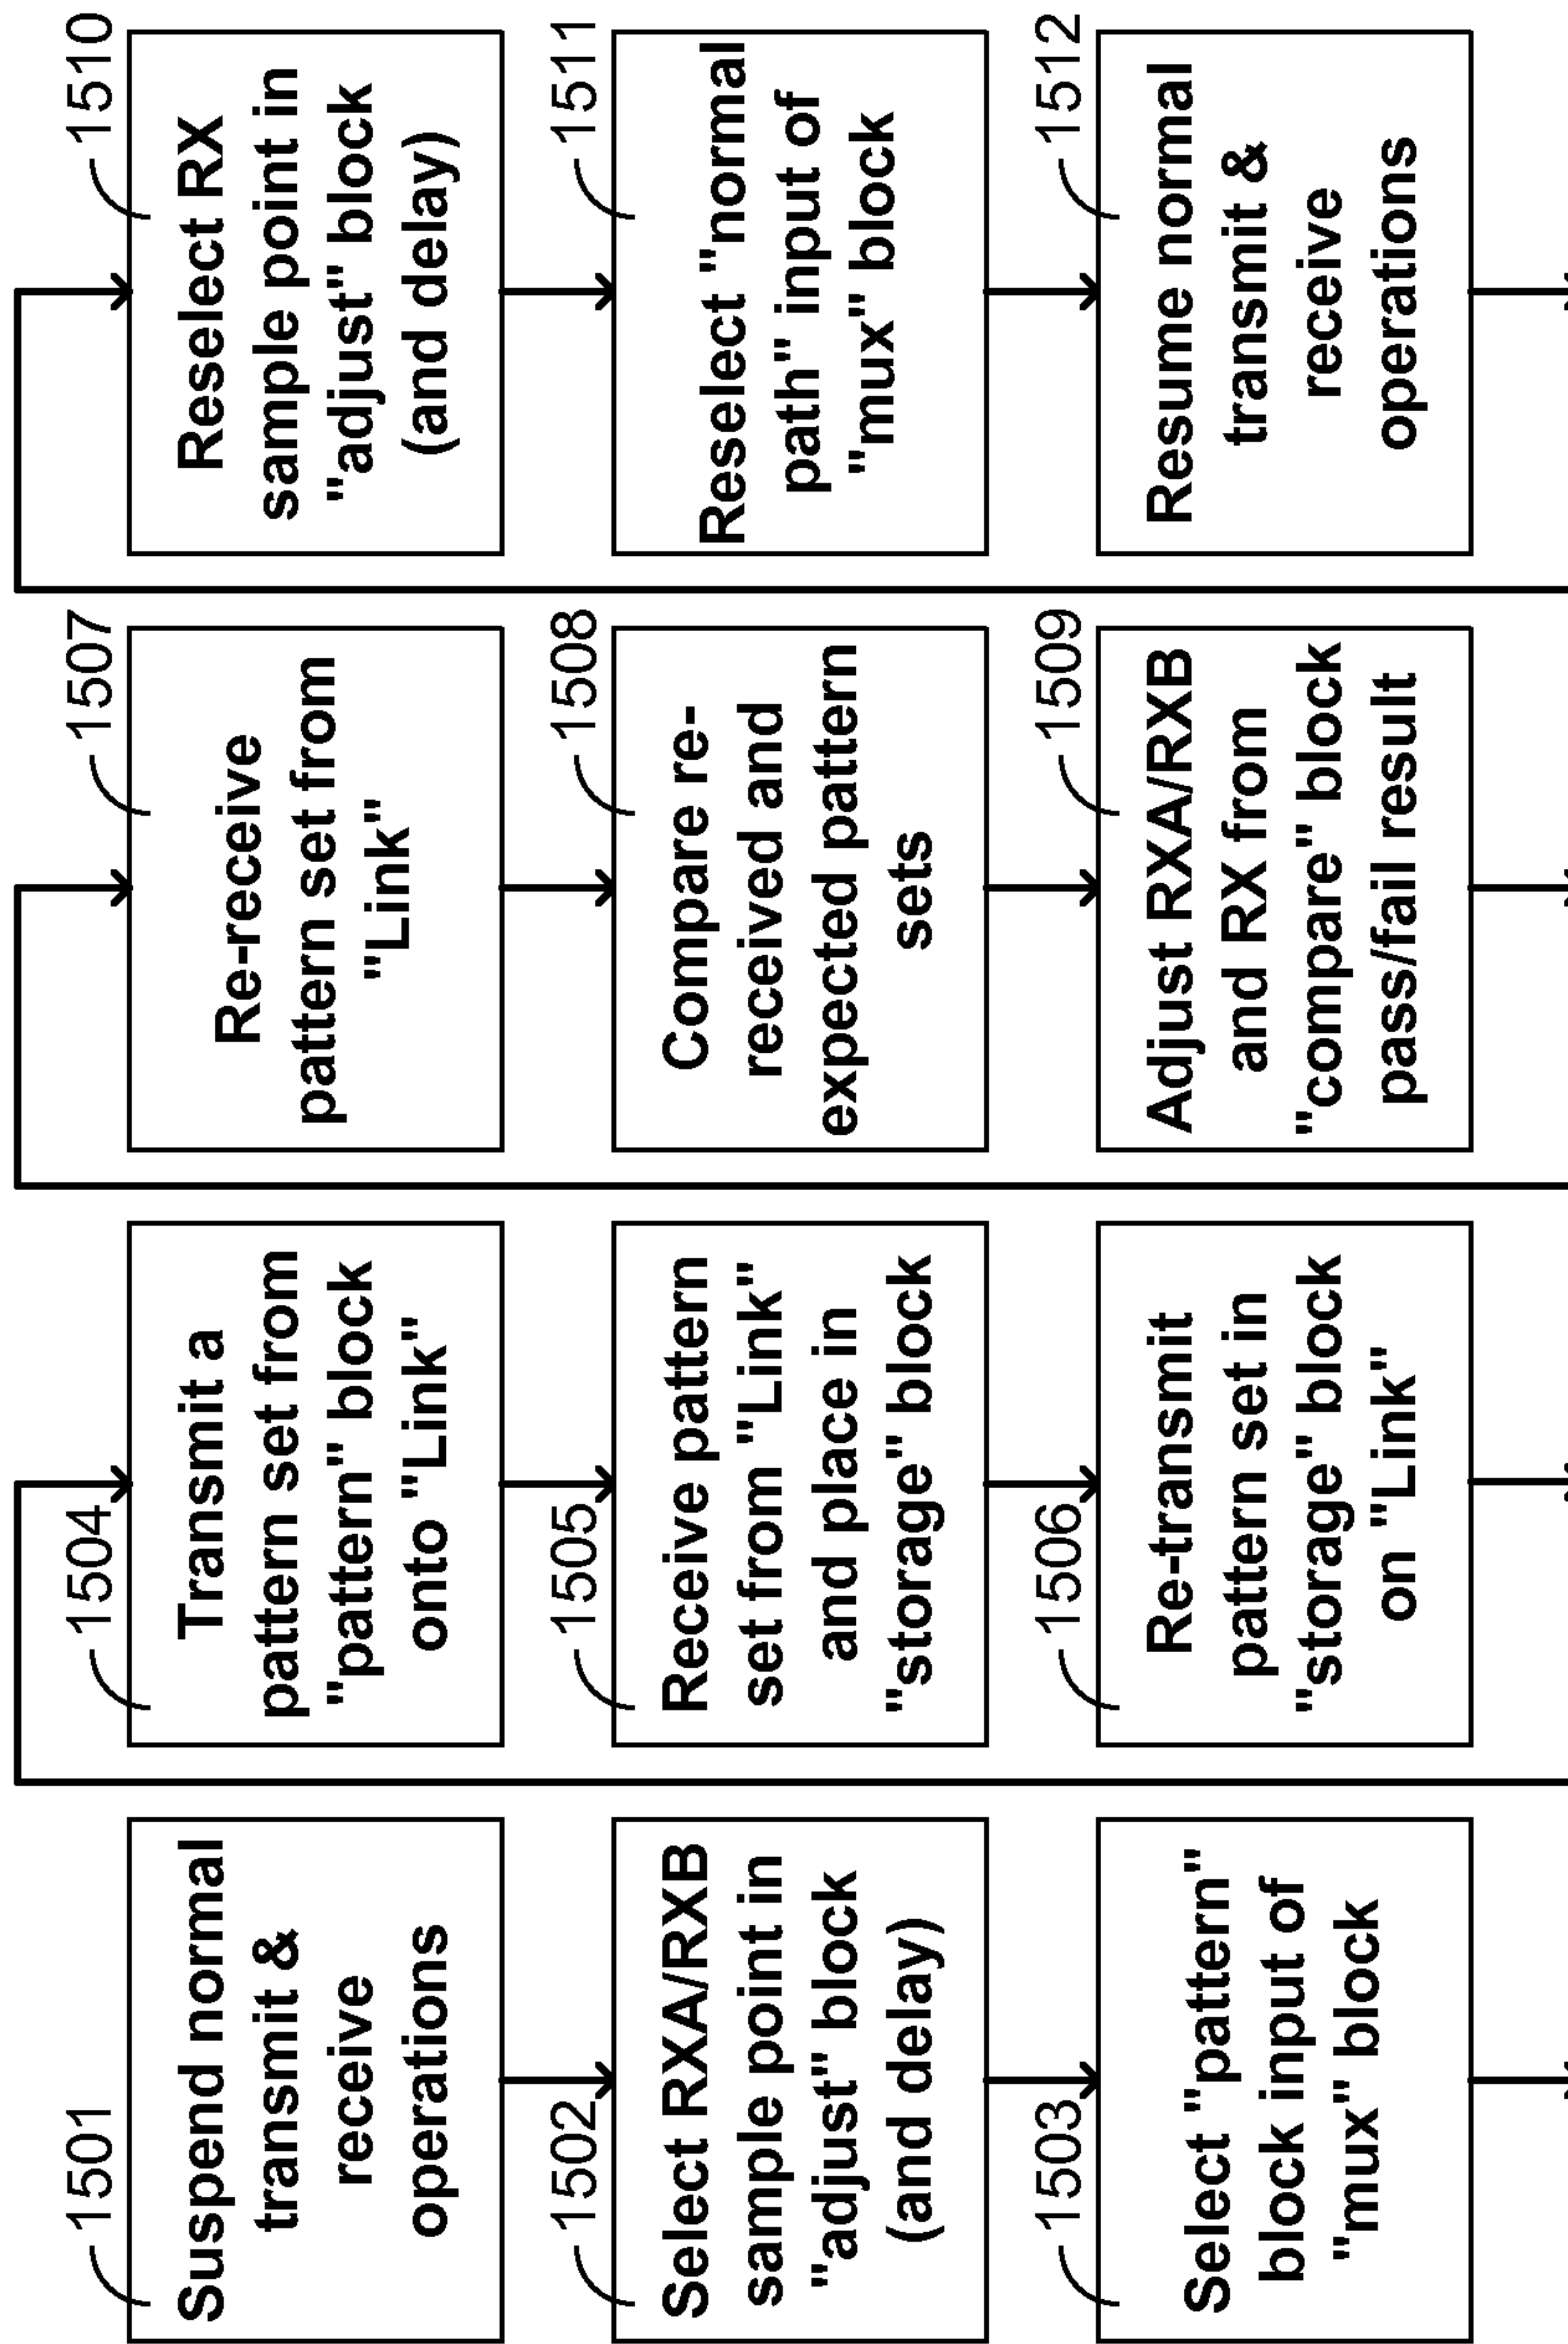 1501
Suspend normal
transmit &
receive
operations
1502
Select RXA/RXB
sample point in
"adjust" block
(and delay)
1503
Select "pattern"
block input of
"mux" block
1504
Transmit a
pattern set from
"pattern" block
onto "Link"
1505
Receive pattern
set from "Link"
and place in
"storage" block
1506
Re-transmit
pattern set in
"storage" block
on "Link"
1507
Re-receive
pattern set from
"Link"
1508
Compare re-
received and
expected pattern
sets
1509
Adjust RXA/RXB
and RX from
"compare" block
pass/fail result
1510
Reselect RX
sample point in
"adjust" block
(and delay)
1511
Reselect "normal
path" input of
"mux" block
1512
Resume normal
transmit &
receive
operations